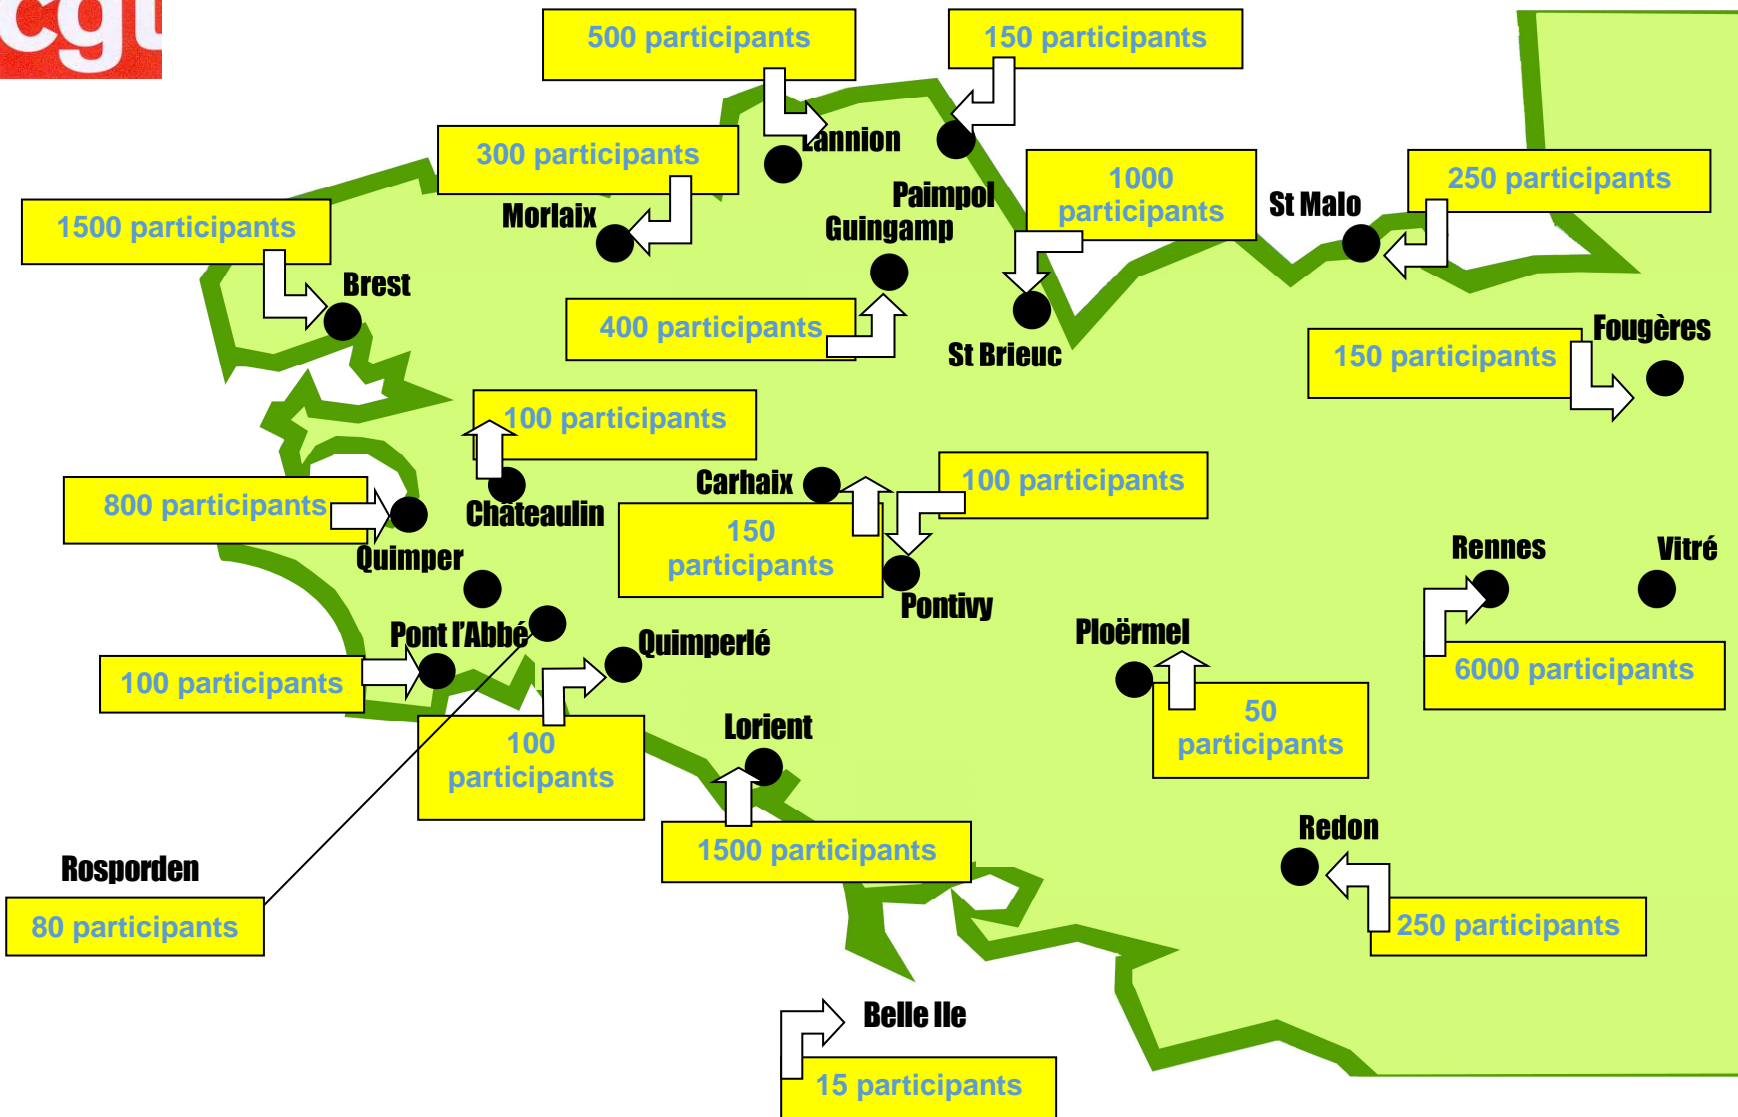 cgt
500 participants
150 participants
Lannion
300 participants
Paimpol
1000
participants
St Malo
250 participants
Morlaix
Guingamp
1500 participants
Brest
400 participants
St Brieuc
150 participants
Fougères
100 participants
Châteaulin
Carhaix
100 participants
800 participants
Quimper
150
participants
Pontivy
Rennes
Vitré
Pont l'Abbé
Quimperlé
Ploërmel
6000 participants
100 participants
50
participants
100
participants
Lorient
1500 participants
Redon
250 participants
Rosporden
80 participants
Belle Ile
15 participants